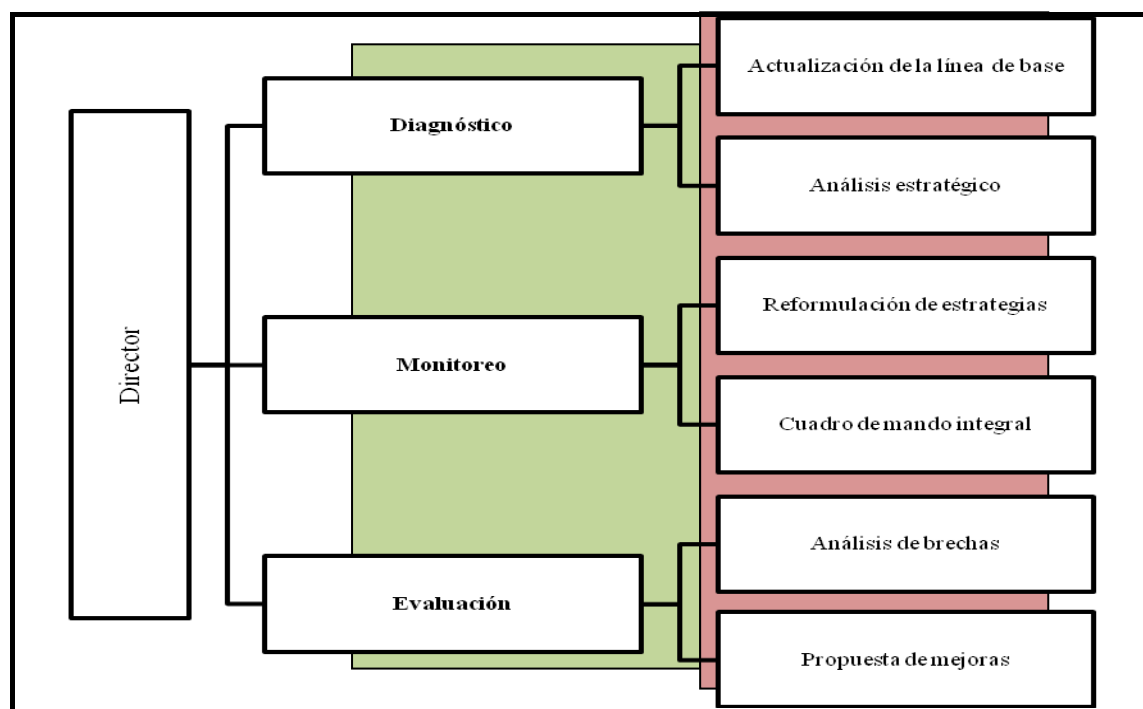 Director
Diagnóstico
Actualización de la línea de base
Análisis estratégico
Monitoreo
Reformulación de estrategias
Cuadro de mando integral
Evaluación
Análisis de brechas
Propuesta de mejoras